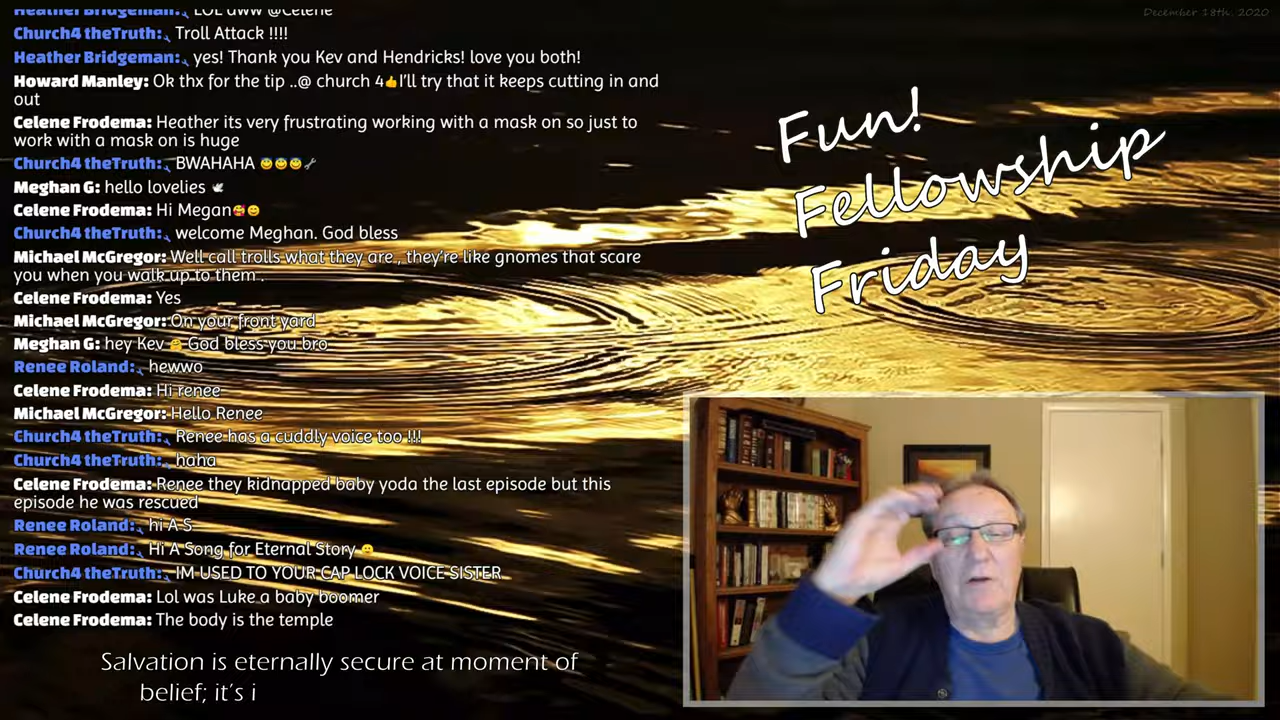 Heather Bridgeman: LOL aww @Celene
Church4 theTruth: Troll Attack !!!!
Heather Bridgeman: yes! Thank you Kev and Hendricks! love you both!
Howard Manley: Ok thx for the tip ..@ church 4👍I'll try that it keeps cutting in and
out
Celene Frodema: Heather its very frustrating working with a mask on so just to
work with a mask on is huge
Church4 theTruth: BWAHAHA 😇😇😇
Meghan G: hello lovelies 🕊
Celene Frodema: Hi Megan🥰😊
Church4 theTruth: welcome Meghan. God bless
Michael McGregor: Well call trolls what they are , they're like gnomes that scare
you when you walk up to them .
Celene Frodema: Yes
Michael McGregor: On your front yard
Meghan G: hey Kev 🤗 God bless you bro
Renee Roland: hewwo
Celene Frodema: Hi renee
Michael McGregor: Hello Renee
Church4 theTruth: Renee has a cuddly voice too !!!
Church4 theTruth: haha
Celene Frodema: Renee they kidnapped baby yoda the last episode but this
episode he was rescued
Renee Roland: hi A S
Renee Roland: Hi A Song for Eternal Story 🙂
Church4 theTruth: IM USED TO YOUR CAP LOCK VOICE SISTER
Celene Frodema: Lol was Luke a baby boomer
Celene Frodema: The body is the temple
Salvation is eternally secure at moment of
belief; it's i
December 18th, 2020
Fun!
Fellowship
Friday